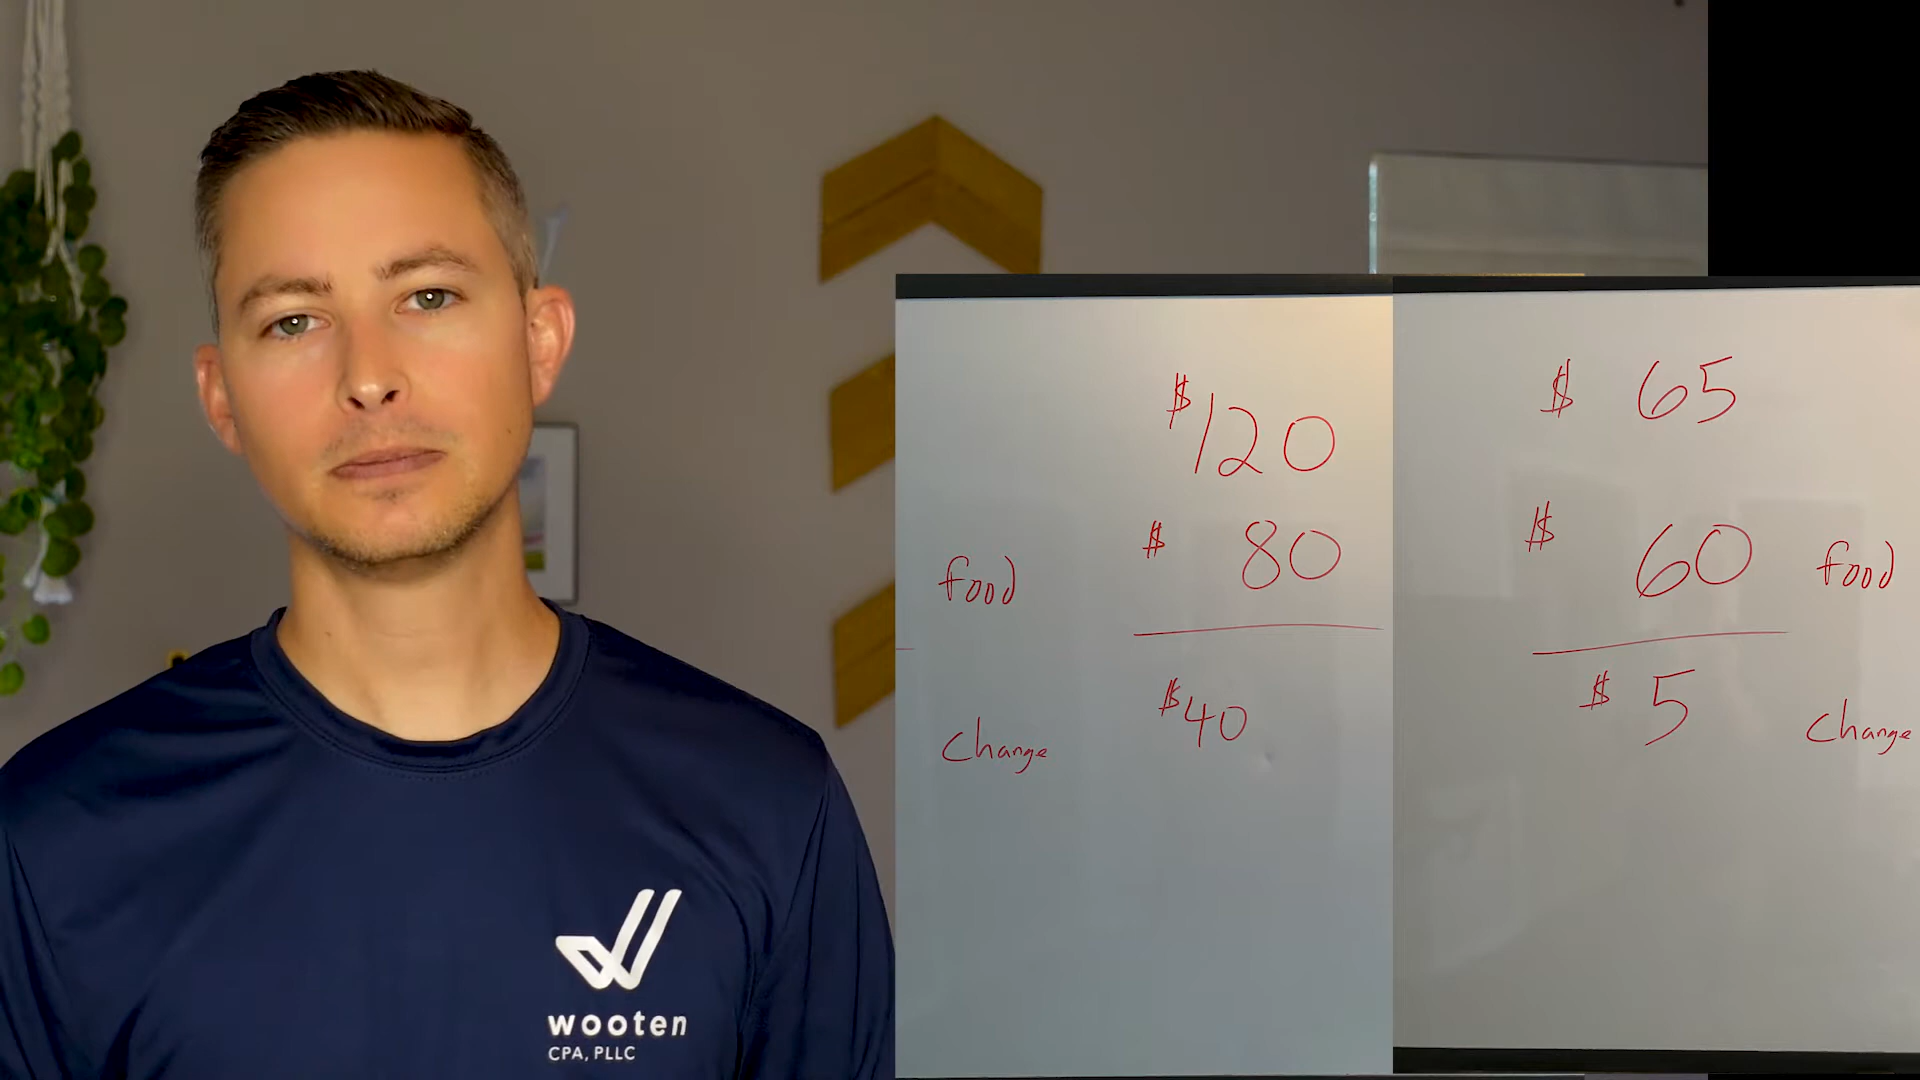 $120
food $ 80
change $40
$ 65
$ 60 food
$ 5 change
wooten
CPA, PLLC